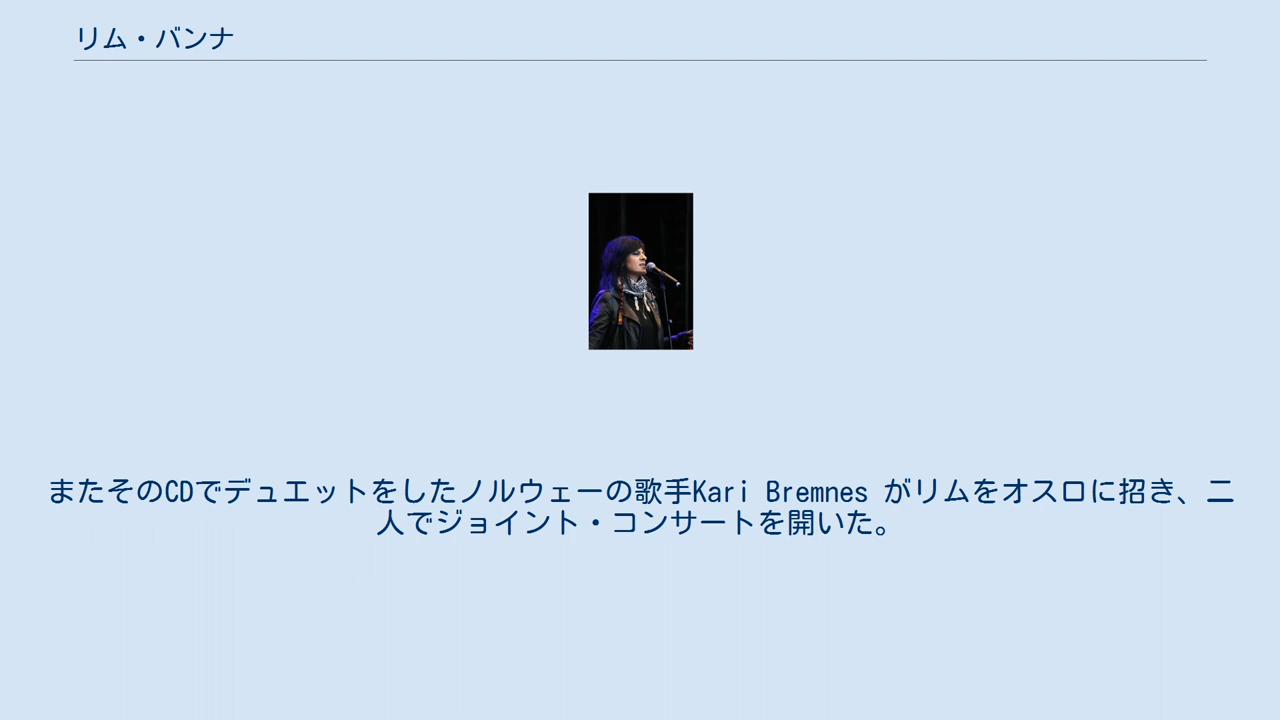 リム・バンナ
またそのCDでデュエットをしたノルウェーの歌手Kari Bremnes がリムをオスロに招き、二
人でジョイント・コンサートを開いた。